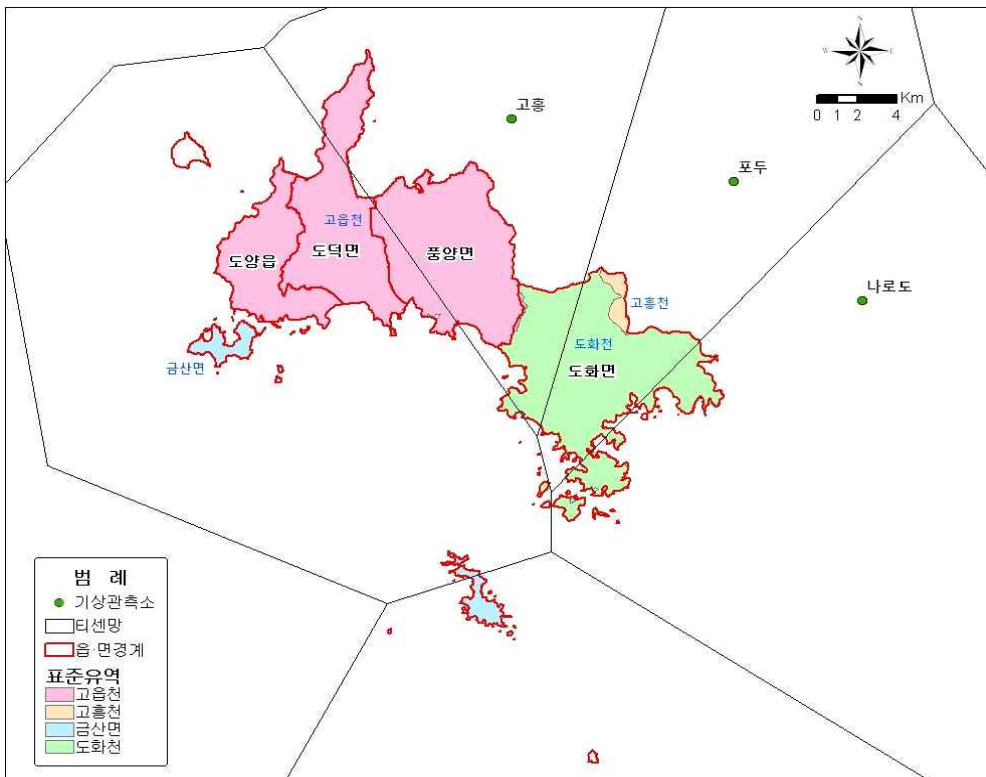 W E
Km
0 1 2 4
고흥
포두
고읍천
도양읍
도덕면
풍양면
나로도
고흥천
도화천
도화면
금산면
범 례
기상관측소
티센망
읍·면경계
표준유역
고읍천
고흥천
금산면
도화천